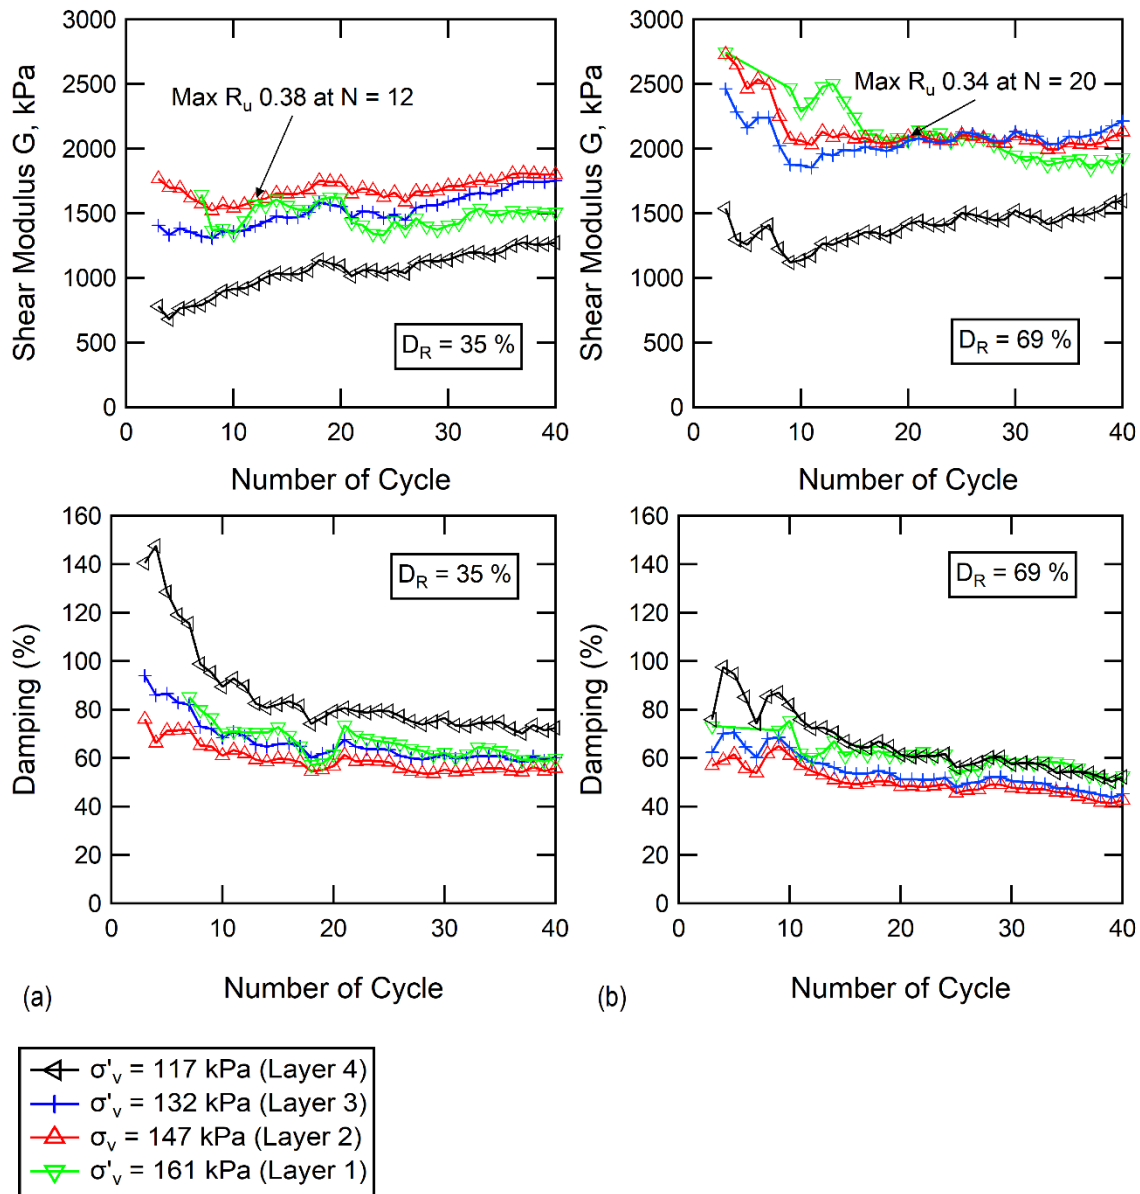 3000
2500
2000
1500
1000
500
0
Shear Modulus G, kPa
Max Ru 0.38 at N = 12
DR = 35 %
0 10 20 30 40
Number of Cycle
3000
2500
2000
1500
1000
500
0
Shear Modulus G, kPa
Max Ru 0.34 at N = 20
DR = 69 %
0 10 20 30 40
Number of Cycle
160
140
120
100
80
60
40
20
0
Damping (%)
DR = 35 %
0 10 20 30 40
Number of Cycle
(a)
160
140
120
100
80
60
40
20
0
Damping (%)
DR = 69 %
0 10 20 30 40
Number of Cycle
(b)
σ'v = 117 kPa (Layer 4)
σ'v = 132 kPa (Layer 3)
σv = 147 kPa (Layer 2)
σ'v = 161 kPa (Layer 1)